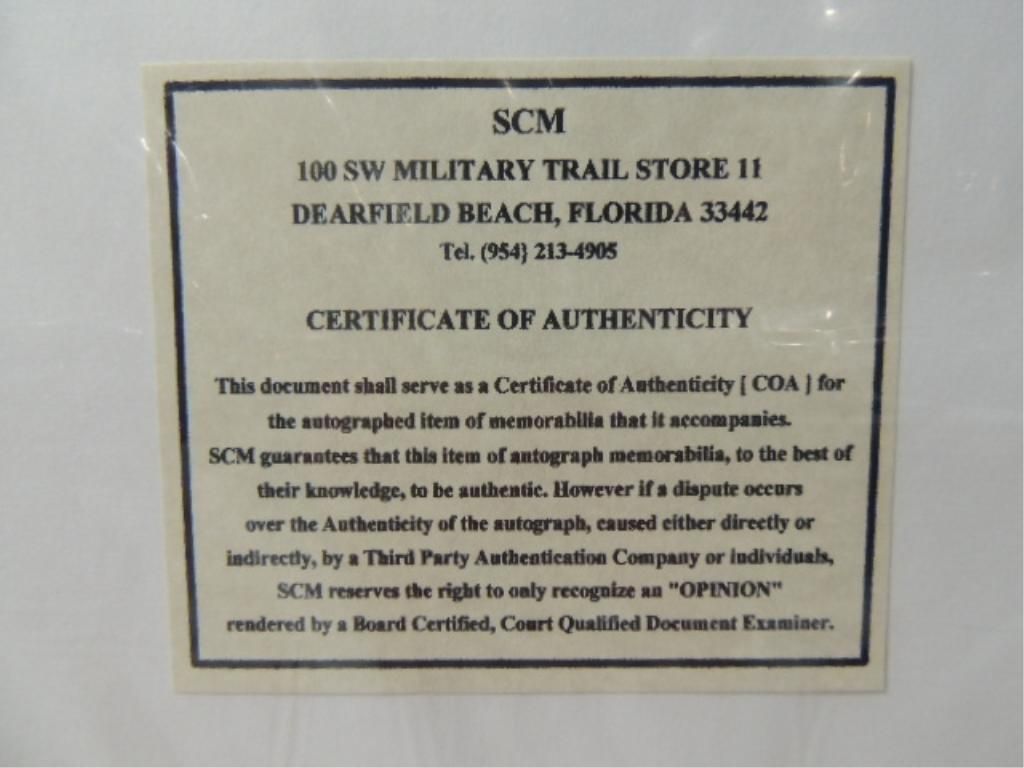 SCM
100 SW MILITARY TRAIL STORE 11
DEARFIELD BEACH, FLORIDA 33442
Tel. (954} 213-4905
CERTIFICATE OF AUTHENTICITY
This document shall serve as a Certificate of Authenticity [ COA ] for
the autographed item of memorabilia that it accompanies.
SCM guarantees that this item of autograph memorabilia, to the best of
their knowledge, to be authentic. However if a dispute occurs
over the Authenticity of the autograph, caused either directly or
indirectly, by a Third Party Authentication Company or individuals,
SCM reserves the right to only recognize an "OPINION"
rendered by a Board Certified, Court Qualified Document Examiner.